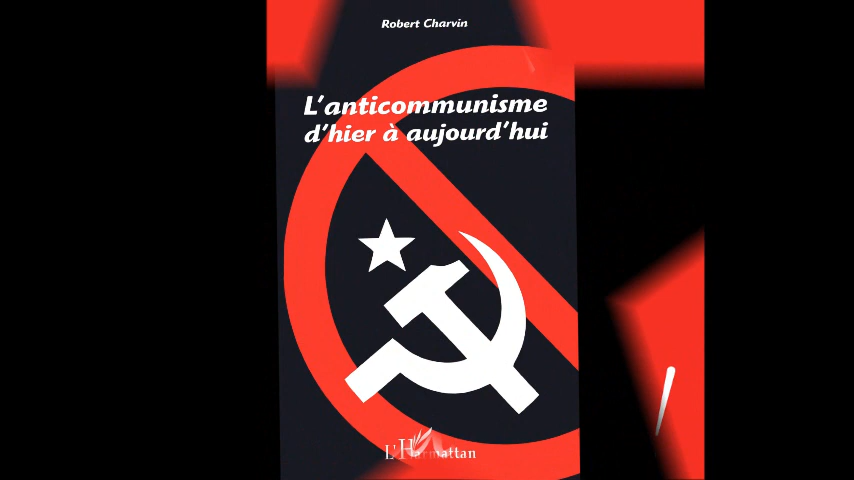 Robert Charvin
L'anticommunisme
d'hier à aujourd'hui
L'Harmattan